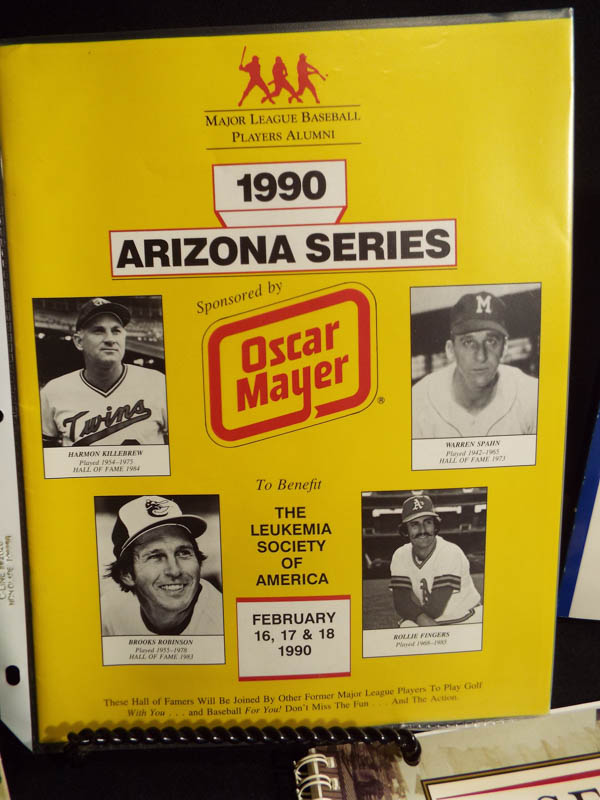 MAJOR LEAGUE BASEBALL
PLAYERS ALUMNI
1990
ARIZONA SERIES
Sponsored by
Oscar
Mayer
®
HARMON KILLEBREW
Played 1954-1975
HALL OF FAME 1984
Twins
M
WARREN SPAHN
Played 1942-1965
HALL OF FAME 1973
To Benefit
THE
LEUKEMIA
SOCIETY
OF
AMERICA
BROOKS ROBINSON
Played 1955-1978
HALL OF FAME 1983
A's
ROLLIE FINGERS
Played 1968-1985
FEBRUARY
16, 17 & 18
1990
These Hall of Famers Will Be Joined By Other Former Major League Players To Play Golf
With You . . . and Baseball For You! Don't Miss The Fun . . . And The Action.